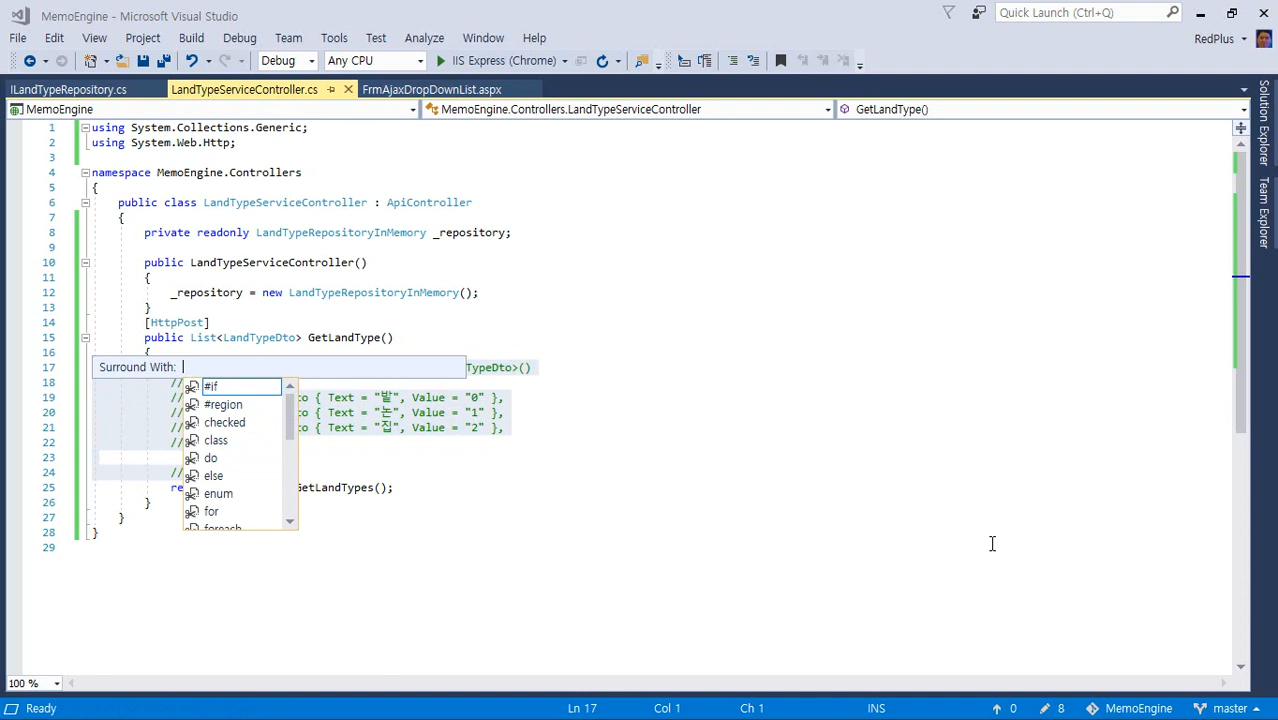 MemoEngine - Microsoft Visual Studio
Quick Launch (Ctrl+Q)
File Edit View Project Build Debug Team Tools Test Analyze Window Help
RedPlus
Debug Any CPU IIS Express (Chrome)
ILandTypeRepository.cs LandTypeServiceController.cs FrmAjaxDropDownList.aspx
MemoEngine MemoEngine.Controllers.LandTypeServiceController GetLandType()
1 using System.Collections.Generic;
2 using System.Web.Http;
3
4 namespace MemoEngine.Controllers
5 {
6 public class LandTypeServiceController : ApiController
7 {
8 private readonly LandTypeRepositoryInMemory _repository;
9
10 public LandTypeServiceController()
11 {
12 _repository = new LandTypeRepositoryInMemory();
13 }
14 [HttpPost]
15 public List<LandTypeDto> GetLandType()
16 {
17 TypeDto>()
Surround With:
18 //
19 // to { Text = "밭", Value = "0" },
20 // to { Text = "논", Value = "1" },
21 // to { Text = "집", Value = "2" },
22 //
23
24 //
25 re GetLandTypes();
26 }
27 }
28 }
29
#if
#region
checked
class
do
else
enum
for
foreach
Solution Explorer
Team Explorer
100 %
Ready Ln 17 Col 1 Ch 1 INS 0 8 MemoEngine master